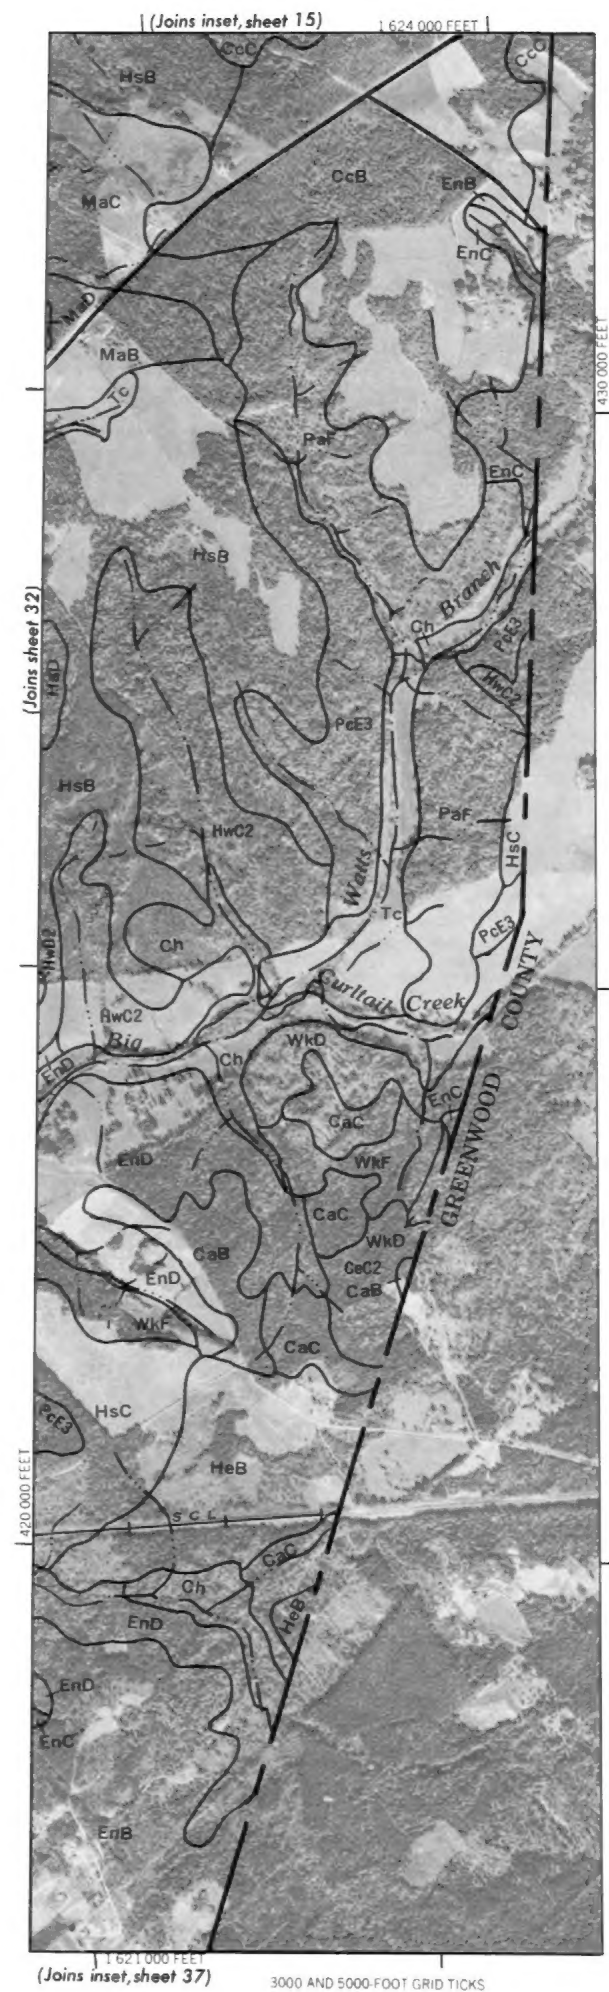 (Joins inset, sheet 15)
1 624 000 FEET
CcC
CcC
HsB
CcB
EnB
MaC
EnC
MaD
MaB
430 000 FEET
Tc
PaF
EnC
HsB
Branch
(Joins sheet 32)
Ch
PcE3
HwC2
PcE3
HsB
PaF
HwC2
HsC
Watts
Tc
HwD2
Ch
PcE3
Curltail Creek
HwC2
Big
COUNTY
WkD
Ch
EnD
EnC
CaC
EnD
WkF
GREENWOOD
CaC
WkD
CaB
CeC2
EnD
CaB
WkF
CaC
HsC
PcE3
HeB
420 000 FEET
S C L
CaC
Ch
HeB
EnD
EnD
EnC
EnB
1 621 000 FEET
(Joins inset, sheet 37)
3000 AND 5000-FOOT GRID TICKS